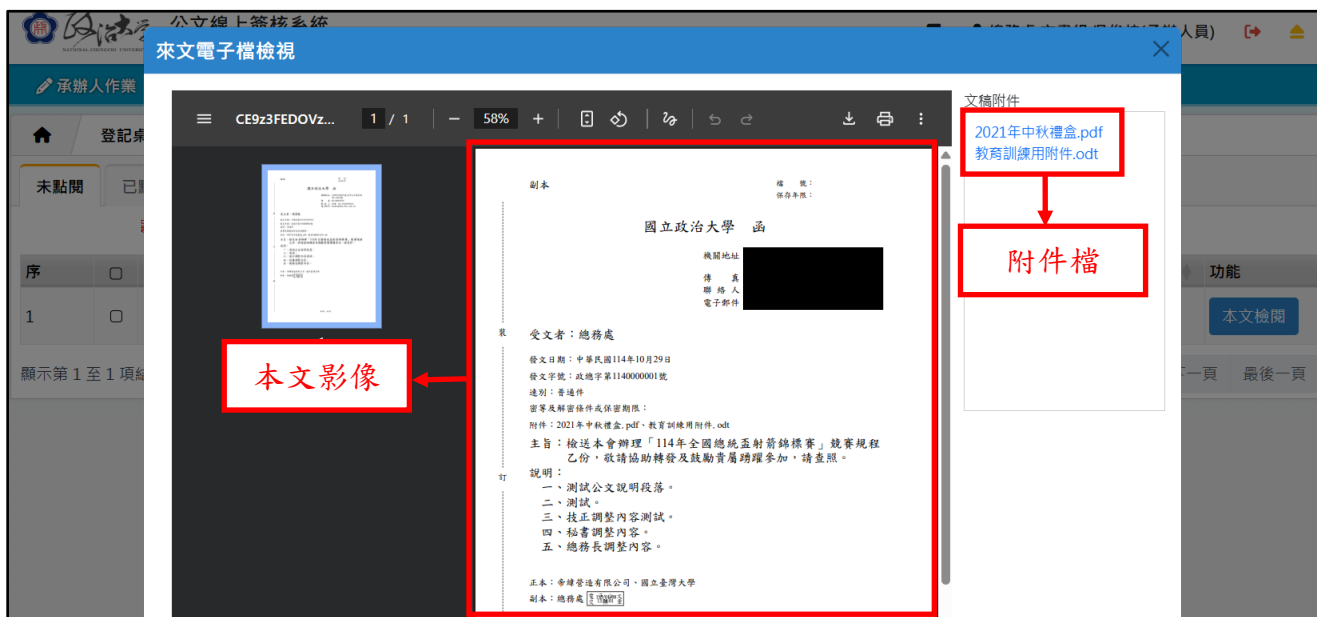 政治大學
NATIONAL CHENGCHI UNIVERSITY
公文線上簽核系統
人員)
來文電子檔檢視
承辦人作業
登記桌
未點閱
已
序
1
顯示第 1 至 1 項結
CE9z3FEDOVz...
1 / 1
58%
本文影像
副本
檔 號：
保存年限：
國立政治大學 函
機關地址
傳 真
聯 絡 人
電子郵件
裝
受文者：總務處
發文日期：中華民國114年10月29日
發文字號：政總字第1140000001號
速別：普通件
密等及解密條件或保密期限：
附件：2021年中秋禮盒.pdf、教育訓練用附件.odt
主旨：檢送本會辦理「114年全國總統盃射箭錦標賽」競賽規程
乙份，敬請協助轉發及鼓勵貴屬踴躍參加，請查照。
訂
說明：
一、測試公文說明段落。
二、測試。
三、技正調整內容測試。
四、秘書調整內容。
五、總務長調整內容。
正本：帝緯營造有限公司、國立臺灣大學
副本：總務處
文稿附件
2021年中秋禮盒.pdf
教育訓練用附件.odt
附件檔
功能
本文檢閱
一頁
最後一頁